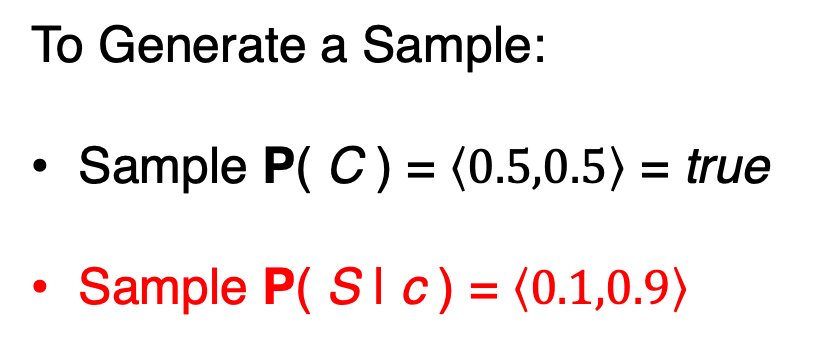 To Generate a Sample:
• Sample P( C ) = ⟨0.5,0.5⟩ = true
• Sample P( S | c ) = ⟨0.1,0.9⟩